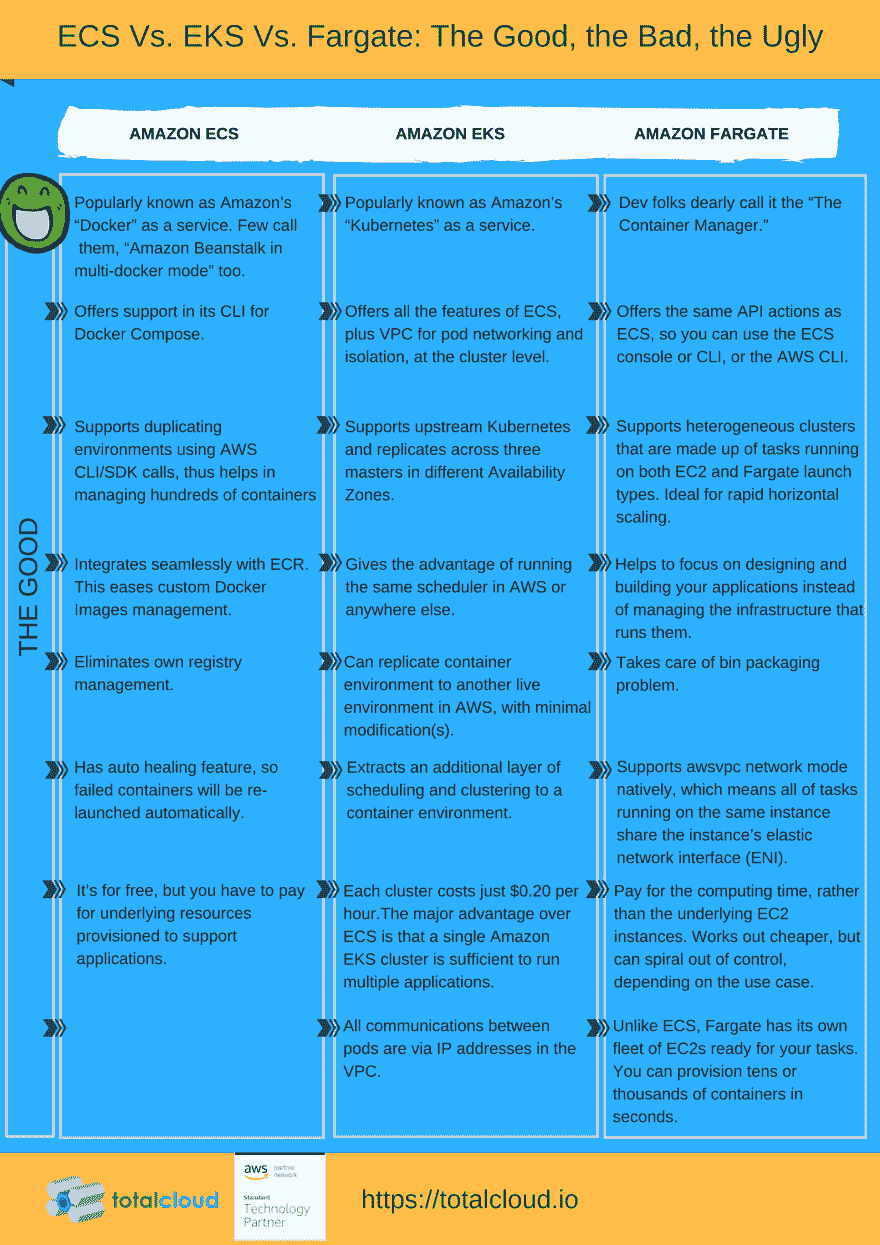 ECS Vs. EKS Vs. Fargate: The Good, the Bad, the Ugly
AMAZON ECS
AMAZON EKS
AMAZON FARGATE
THE GOOD
Popularly known as Amazon's
“Docker” as a service. Few call
them, “Amazon Beanstalk in
multi-docker mode” too.
Offers support in its CLI for
Docker Compose.
Supports duplicating
environments using AWS
CLI/SDK calls, thus helps in
managing hundreds of containers
Integrates seamlessly with ECR.
This eases custom Docker
Images management.
Eliminates own registry
management.
Has auto healing feature, so
failed containers will be re-
launched automatically.
It's for free, but you have to pay
for underlying resources
provisioned to support
applications.
Popularly known as Amazon's
“Kubernetes” as a service.
Offers all the features of ECS,
plus VPC for pod networking and
isolation, at the cluster level.
Supports upstream Kubernetes
and replicates across three
masters in different Availability
Zones.
Gives the advantage of running
the same scheduler in AWS or
anywhere else.
Can replicate container
environment to another live
environment in AWS, with minimal
modification(s).
Extracts an additional layer of
scheduling and clustering to a
container environment.
Each cluster costs just $0.20 per
hour.The major advantage over
ECS is that a single Amazon
EKS cluster is sufficient to run
multiple applications.
All communications between
pods are via IP addresses in the
VPC.
Dev folks dearly call it the “The
Container Manager.”
Offers the same API actions as
ECS, so you can use the ECS
console or CLI, or the AWS CLI.
Supports heterogeneous clusters
that are made up of tasks running
on both EC2 and Fargate launch
types. Ideal for rapid horizontal
scaling.
Helps to focus on designing and
building your applications instead
of managing the infrastructure that
runs them.
Takes care of bin packaging
problem.
Supports awsvpc network mode
natively, which means all of tasks
running on the same instance
share the instance's elastic
network interface (ENI).
Pay for the computing time, rather
than the underlying EC2
instances. Works out cheaper, but
can spiral out of control,
depending on the use case.
Unlike ECS, Fargate has its own
fleet of EC2s ready for your tasks.
You can provision tens or
thousands of containers in
seconds.
totalcloud
aws partner
network
Standard
Technology
Partner
https://totalcloud.io